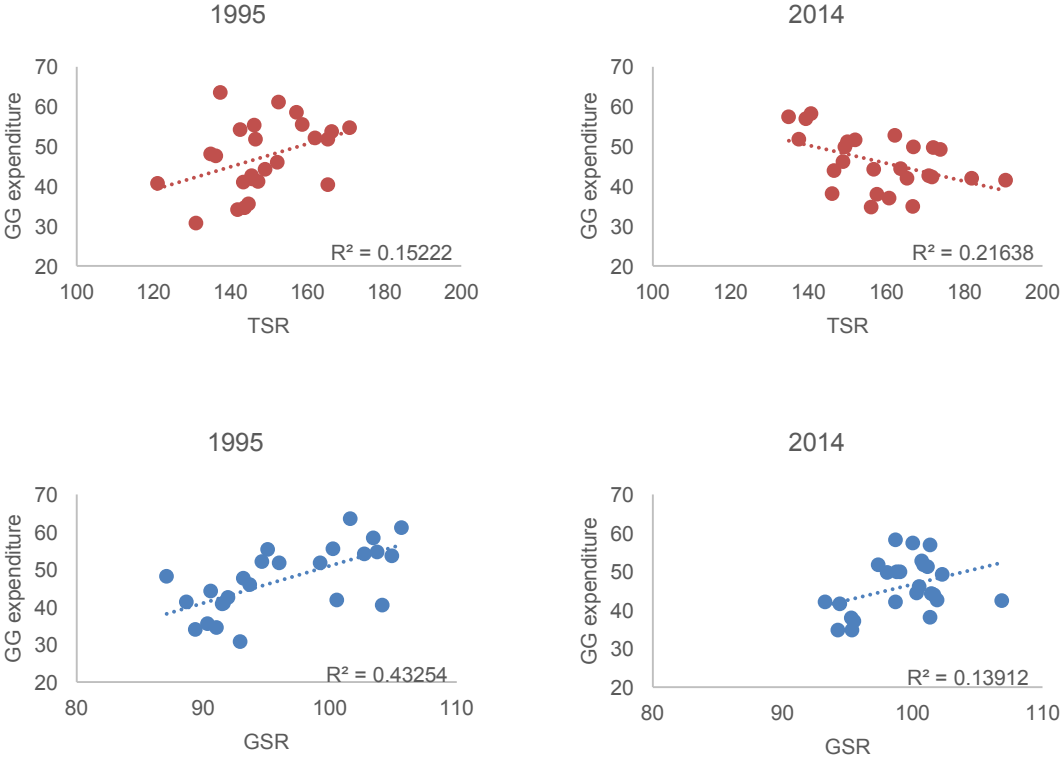 1995
70
60
50
40
30
20
GG expenditure
R² = 0.15222
100 120 140 160 180 200
TSR
2014
70
60
50
40
30
20
GG expenditure
R² = 0.21638
100 120 140 160 180 200
TSR
1995
70
60
50
40
30
20
GG expenditure
R² = 0.43254
80 90 100 110
GSR
2014
70
60
50
40
30
20
GG expenditure
R² = 0.13912
80 90 100 110
GSR